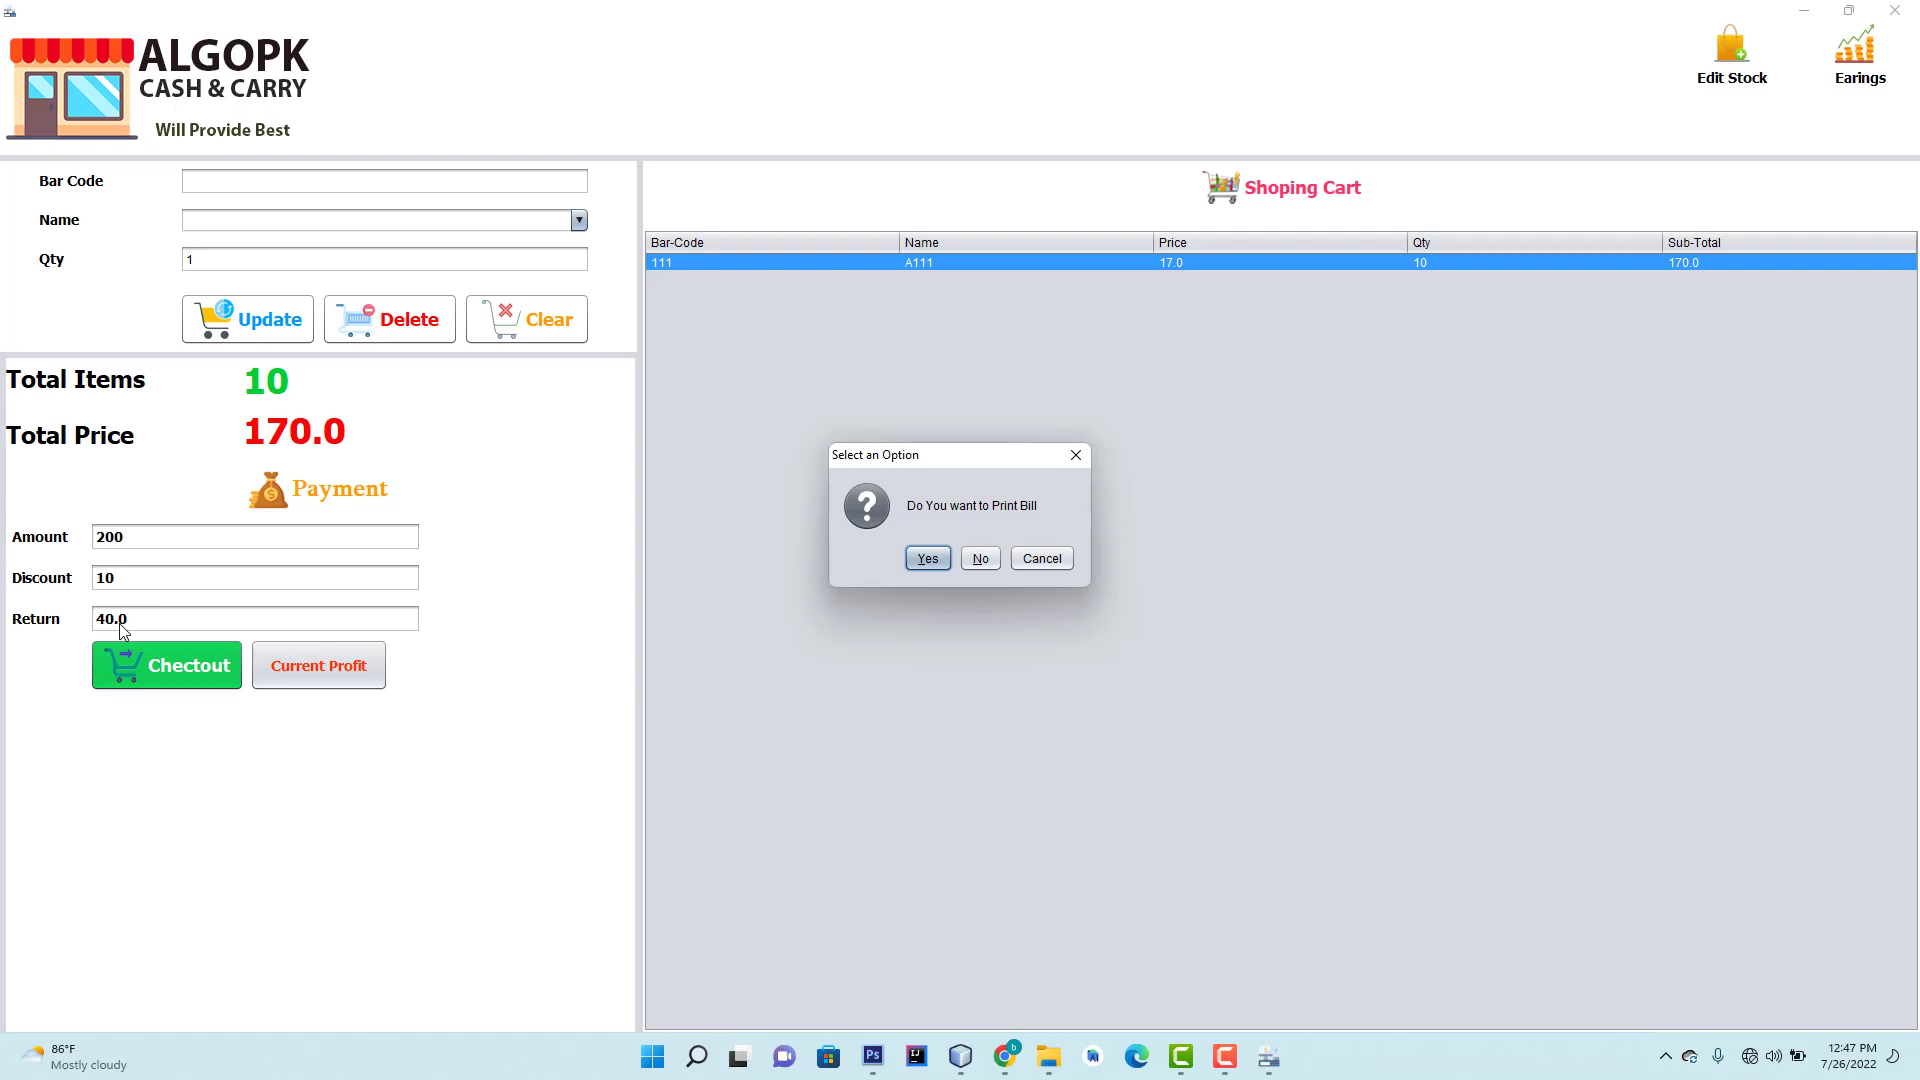 ALGOPK
CASH & CARRY
Will Provide Best
Edit Stock
Earings
Bar Code
Name
Qty
1
Update
Delete
Clear
Total Items
10
Total Price
170.0
Payment
Amount
200
Discount
10
Return
40.0
Chectout
Current Profit
Shoping Cart
Bar-Code Name Price Qty Sub-Total
111 A111 17.0 10 170.0
Select an Option
Do You want to Print Bill
Yes No Cancel
86°F
Mostly cloudy
Ps
IJ
b
12:47 PM
7/26/2022